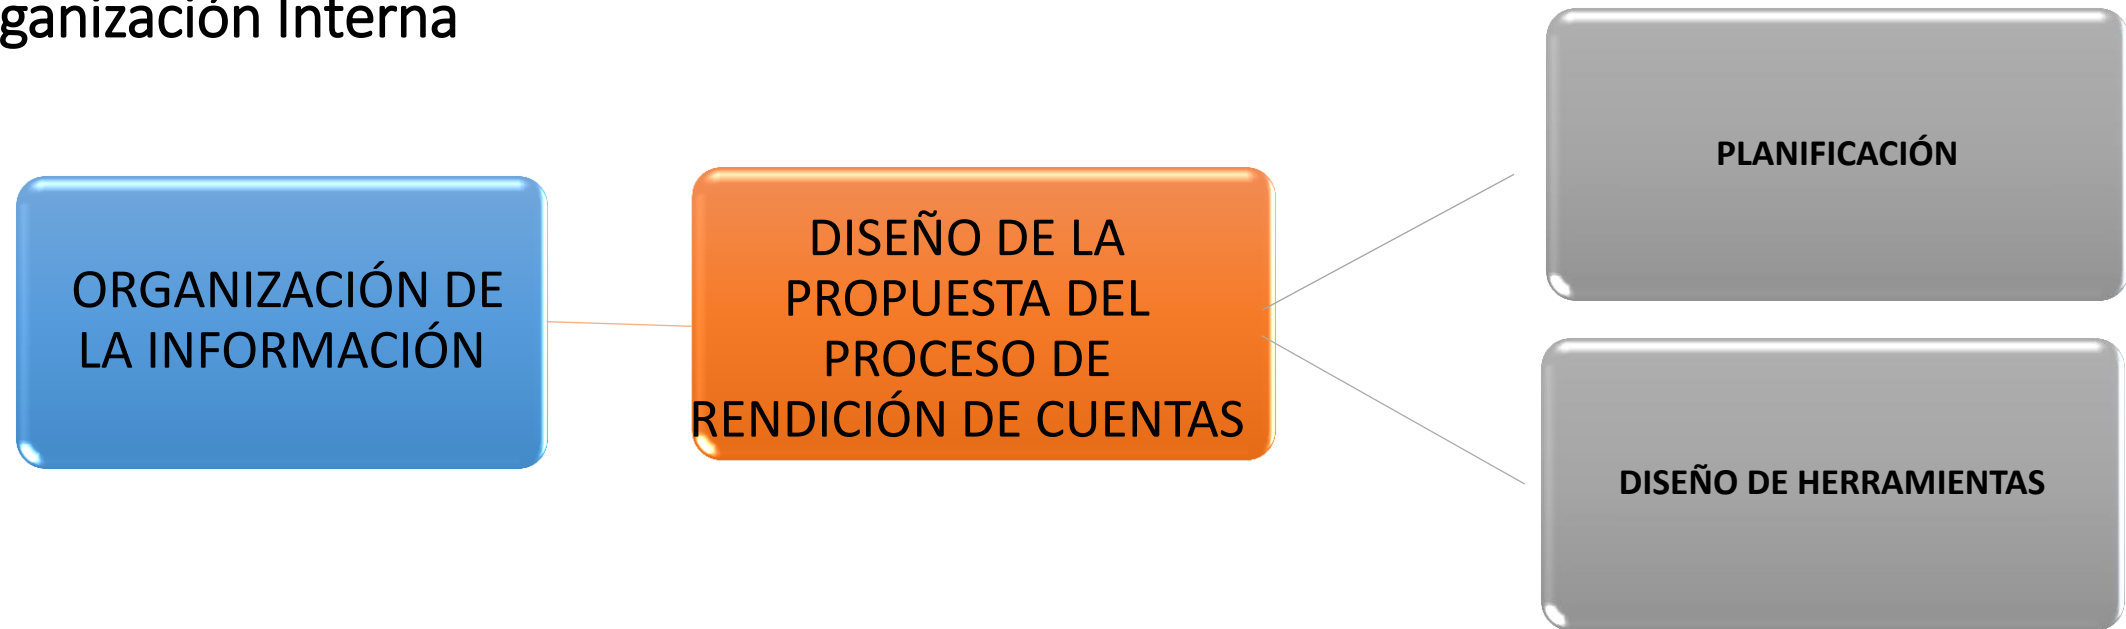 ganización Interna
ORGANIZACIÓN DE
LA INFORMACIÓN
DISEÑO DE LA
PROPUESTA DEL
PROCESO DE
RENDICIÓN DE CUENTAS
PLANIFICACIÓN
DISEÑO DE HERRAMIENTAS